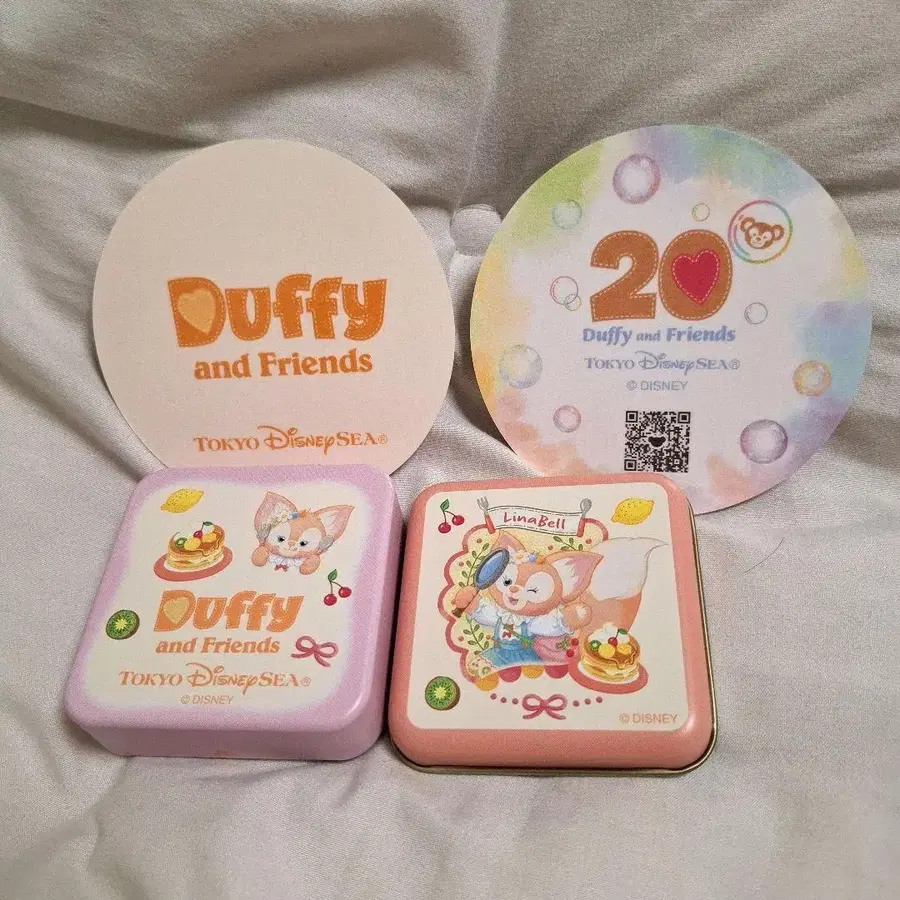 Duffy
and Friends
TOKYO DISNEYSEA®
20
Duffy and Friends
TOKYO DISNEYSEA®
© DISNEY
Duffy
and Friends
TOKYO DISNEYSEA®
© DISNEY
LinaBell
© DISNEY